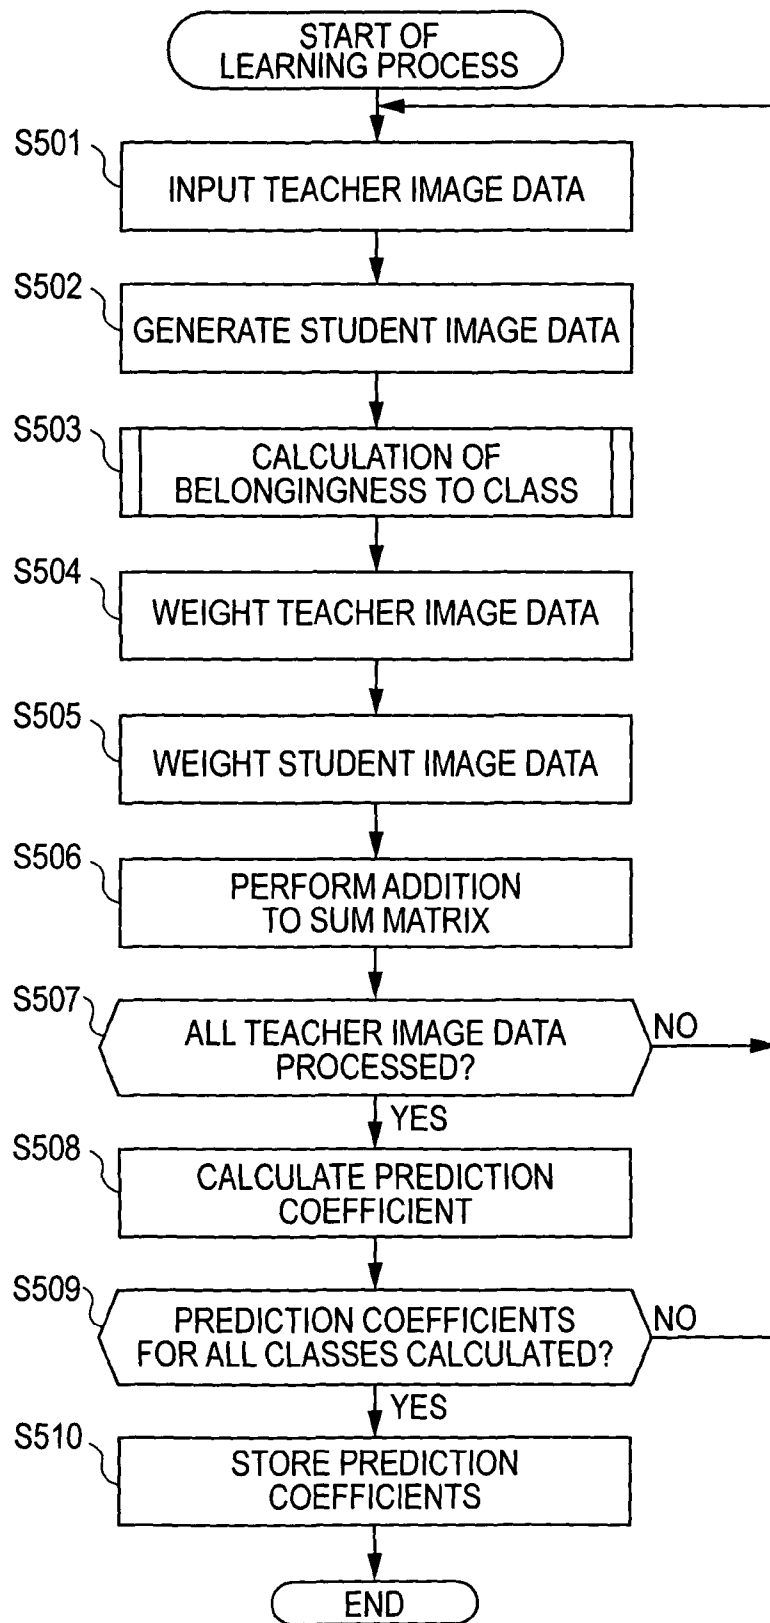 START OF
LEARNING PROCESS
S501
INPUT TEACHER IMAGE DATA
S502
GENERATE STUDENT IMAGE DATA
S503
CALCULATION OF
BELONGINGNESS TO CLASS
S504
WEIGHT TEACHER IMAGE DATA
S505
WEIGHT STUDENT IMAGE DATA
S506
PERFORM ADDITION
TO SUM MATRIX
S507
ALL TEACHER IMAGE DATA
PROCESSED?
NO
YES
S508
CALCULATE PREDICTION
COEFFICIENT
S509
PREDICTION COEFFICIENTS
FOR ALL CLASSES CALCULATED?
NO
YES
S510
STORE PREDICTION
COEFFICIENTS
END